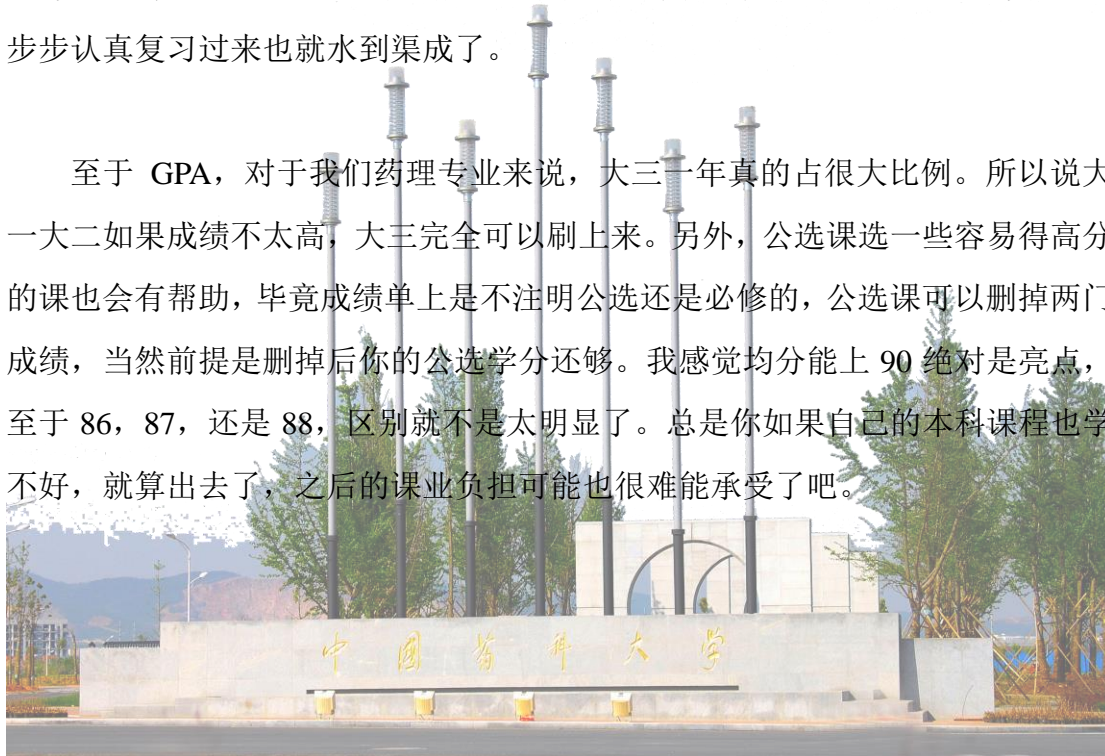 步步认真复习过来也就水到渠成了。
至于 GPA，对于我们药理专业来说，大三一年真的占很大比例。所以说大
一大二如果成绩不太高，大三完全可以刷上来。另外，公选课选一些容易得高分
的课也会有帮助，毕竟成绩单上是不注明公选还是必修的，公选课可以删掉两门
成绩，当然前提是删掉后你的公选学分还够。我感觉均分能上 90 绝对是亮点，
至于 86，87，还是 88，区别就不是太明显了。总是你如果自己的本科课程也学
不好，就算出去了，之后的课业负担可能也很难能承受了吧。
中国药科大学